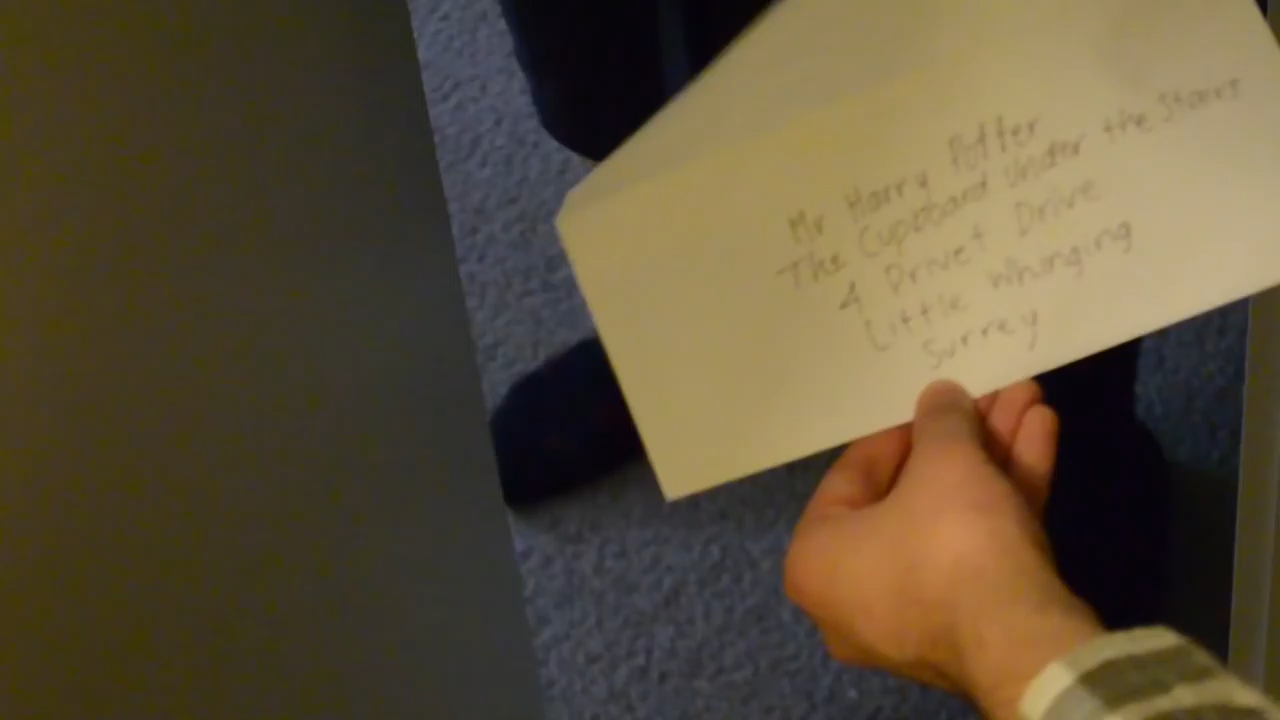 Mr Harry Potter
The Cupboard Under the Stairs
4 Privet Drive
Little Whinging
Surrey